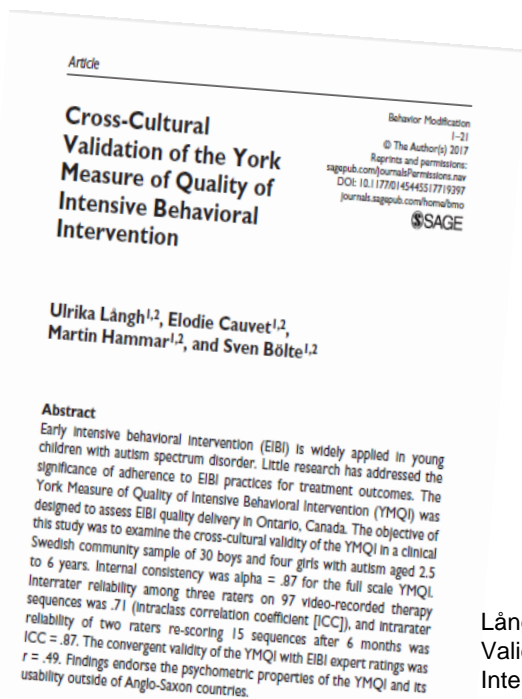 Article
Cross-Cultural
Validation of the York
Measure of Quality of
Intensive Behavioral
Intervention
Behavior Modification
1–21
© The Author(s) 2017
Reprints and permissions:
sagepub.com/journalsPermissions.nav
DOI: 10.1177/0145445517719397
journals.sagepub.com/home/bmo
SAGE
Ulrika Långh1,2, Elodie Cauvet1,2,
Martin Hammar1,2, and Sven Bölte1,2
Abstract
Early intensive behavioral intervention (EIBI) is widely applied in young
children with autism spectrum disorder. Little research has addressed the
significance of adherence to EIBI practices for treatment outcomes. The
York Measure of Quality of Intensive Behavioral Intervention (YMQI) was
designed to assess EIBI quality delivery in Ontario, Canada. The objective of
this study was to examine the cross-cultural validity of the YMQI in a clinical
Swedish community sample of 30 boys and four girls with autism aged 2.5
to 6 years. Internal consistency was alpha = .87 for the full scale YMQI.
Interrater reliability among three raters on 97 video-recorded therapy
sequences was .71 (intraclass correlation coefficient [ICC]), and intrarater
reliability of two raters re-scoring 15 sequences after 6 months was
ICC = .87. The convergent validity of the YMQI with EIBI expert ratings was
r = .49. Findings endorse the psychometric properties of the YMQI and its
usability outside of Anglo-Saxon countries.
Lång
Valid
Inte